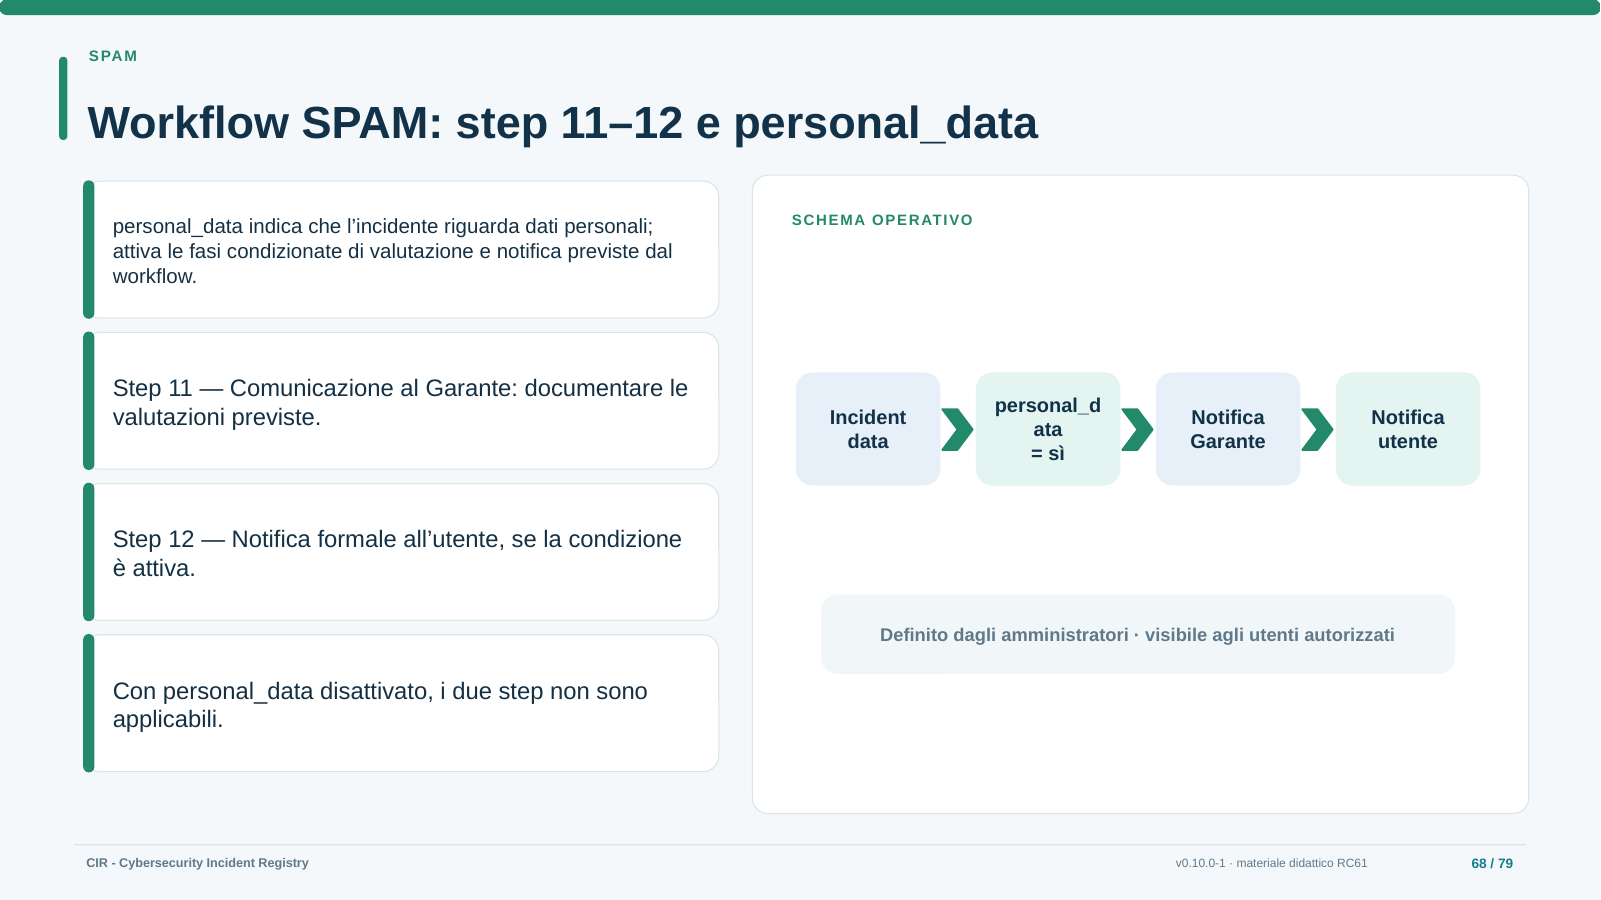 SPAM
Workflow SPAM: step 11–12 e personal_data
personal_data indica che l’incidente riguarda dati personali;
attiva le fasi condizionate di valutazione e notifica previste dal
workflow.
Step 11 — Comunicazione al Garante: documentare le
valutazioni previste.
Step 12 — Notifica formale all’utente, se la condizione
è attiva.
Con personal_data disattivato, i due step non sono
applicabili.
SCHEMA OPERATIVO
Incident
data
personal_d
ata
= sì
Notifica
Garante
Notifica
utente
Definito dagli amministratori · visibile agli utenti autorizzati
CIR - Cybersecurity Incident Registry
v0.10.0-1 · materiale didattico RC61
68 / 79